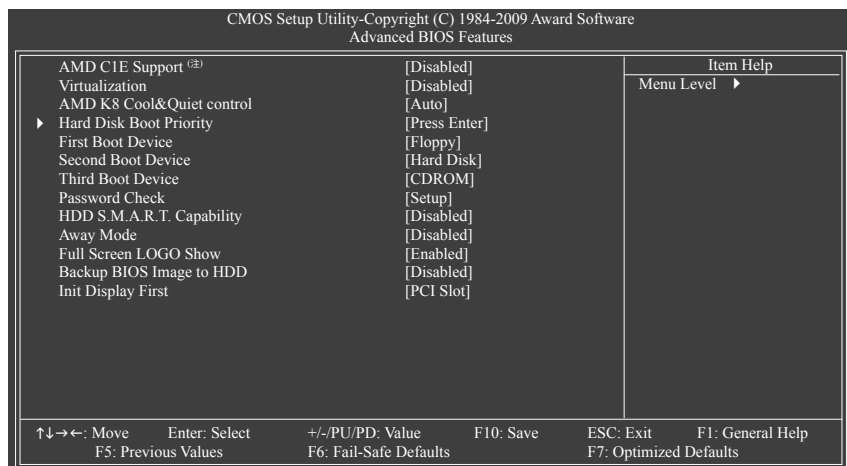 CMOS Setup Utility-Copyright (C) 1984-2009 Award Software
Advanced BIOS Features
AMD C1E Support (注) [Disabled]
Virtualization [Disabled]
AMD K8 Cool&Quiet control [Auto]
Hard Disk Boot Priority [Press Enter]
First Boot Device [Floppy]
Second Boot Device [Hard Disk]
Third Boot Device [CDROM]
Password Check [Setup]
HDD S.M.A.R.T. Capability [Disabled]
Away Mode [Disabled]
Full Screen LOGO Show [Enabled]
Backup BIOS Image to HDD [Disabled]
Init Display First [PCI Slot]
Item Help
Menu Level
↑↓→←: Move Enter: Select +/-/PU/PD: Value F10: Save ESC: Exit F1: General Help
F5: Previous Values F6: Fail-Safe Defaults F7: Optimized Defaults